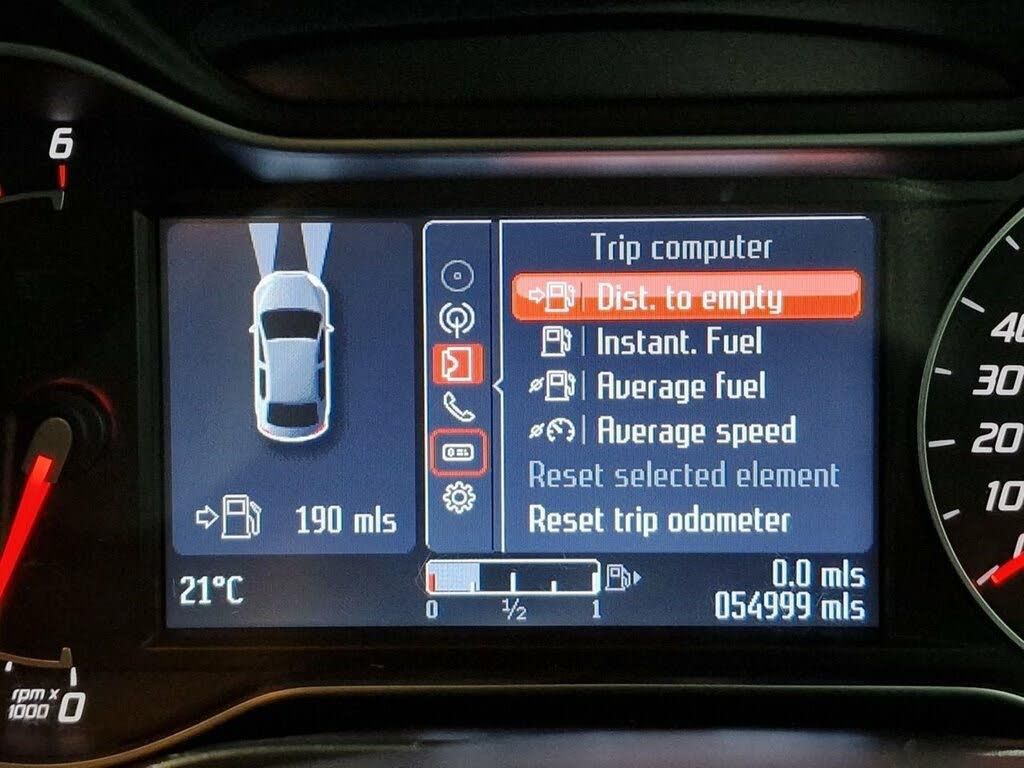 6
Trip computer
Dist. to empty
Instant. Fuel
Average fuel
Average speed
Reset selected element
Reset trip odometer
190 mls
21°C
0 1/2 1
0.0 mls
054999 mls
40
30
20
10
rpm x
1000 0